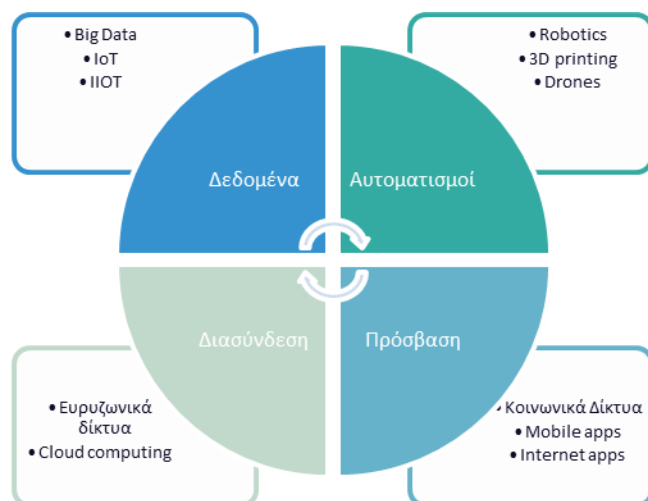 • Big Data
• IoT
• IIOT
• Robotics
• 3D printing
• Drones
Δεδομένα
Αυτοματισμοί
Διασύνδεση
Πρόσβαση
• Ευρυζωνικά
δίκτυα
• Cloud computing
• Κοινωνικά Δίκτυα
• Mobile apps
• Internet apps